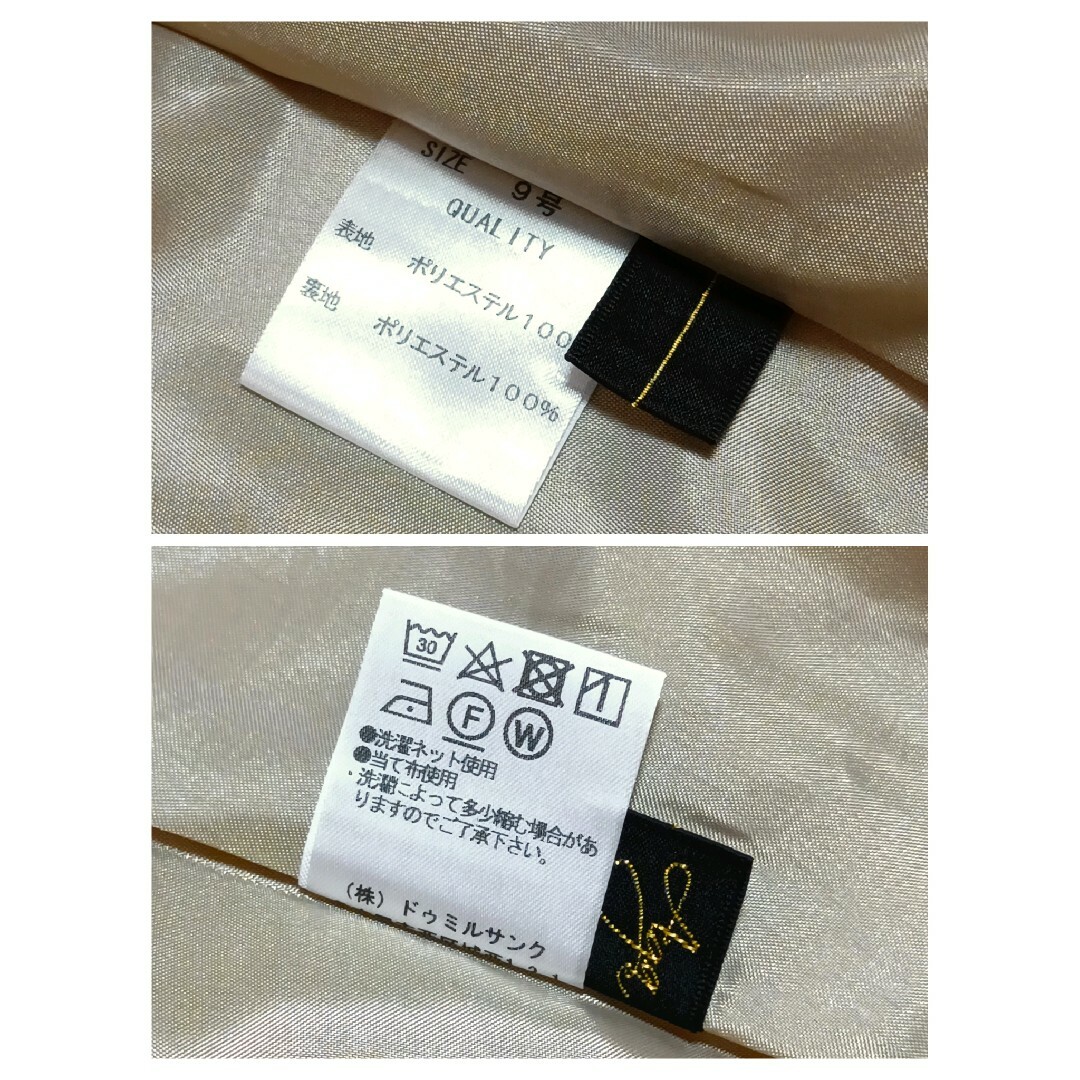 SIZE
9号
QUALITY
表地 ポリエステル100
裏地 ポリエステル100%
30
F W
●洗濯ネット使用
●当て布使用
・洗濯によって多少縮む場合があ
りますのでご了承下さい。
(株) ドゥミルサンク